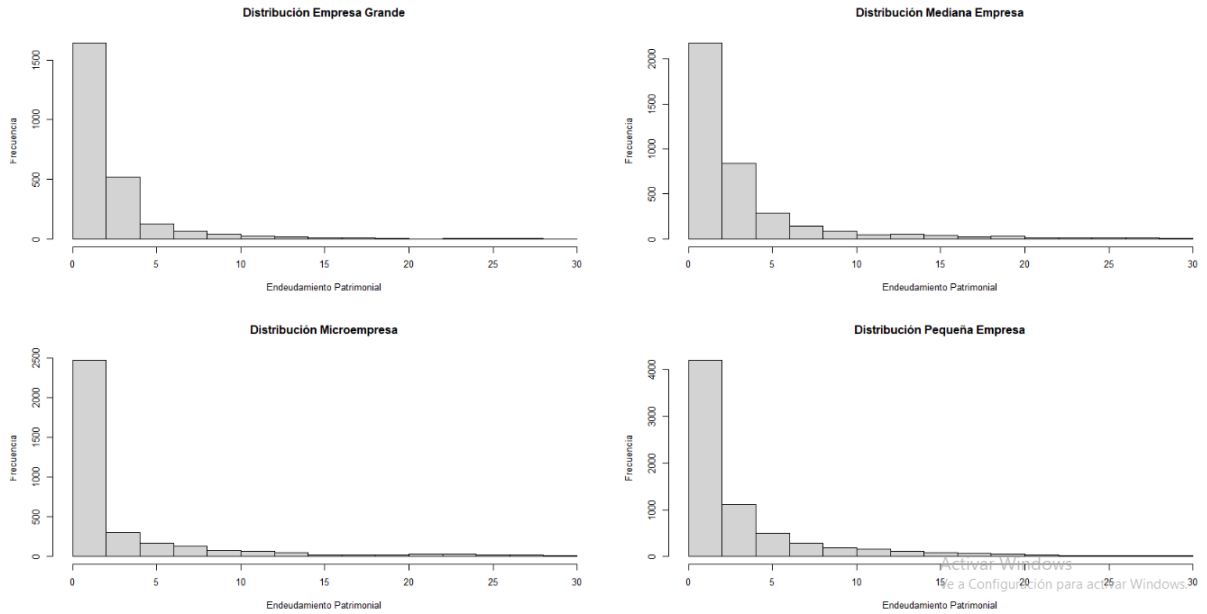 Distribución Empresa Grande
Frecuencia
0
500
1000
1500
0 5 10 15 20 25 30
Endeudamiento Patrimonial
Distribución Mediana Empresa
Frecuencia
0
500
1000
1500
2000
0 5 10 15 20 25 30
Endeudamiento Patrimonial
Distribución Microempresa
Frecuencia
0
500
1000
1500
2000
2500
0 5 10 15 20 25 30
Endeudamiento Patrimonial
Distribución Pequeña Empresa
Frecuencia
0
1000
2000
3000
4000
0 5 10 15 20 25 30
Endeudamiento Patrimonial
Activar Windows
Ve a Configuración para activar Windows.